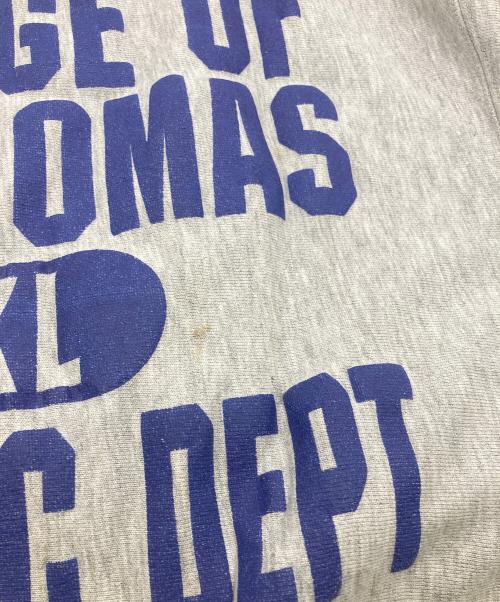 GE OF
OMAS
XL
C DEPT